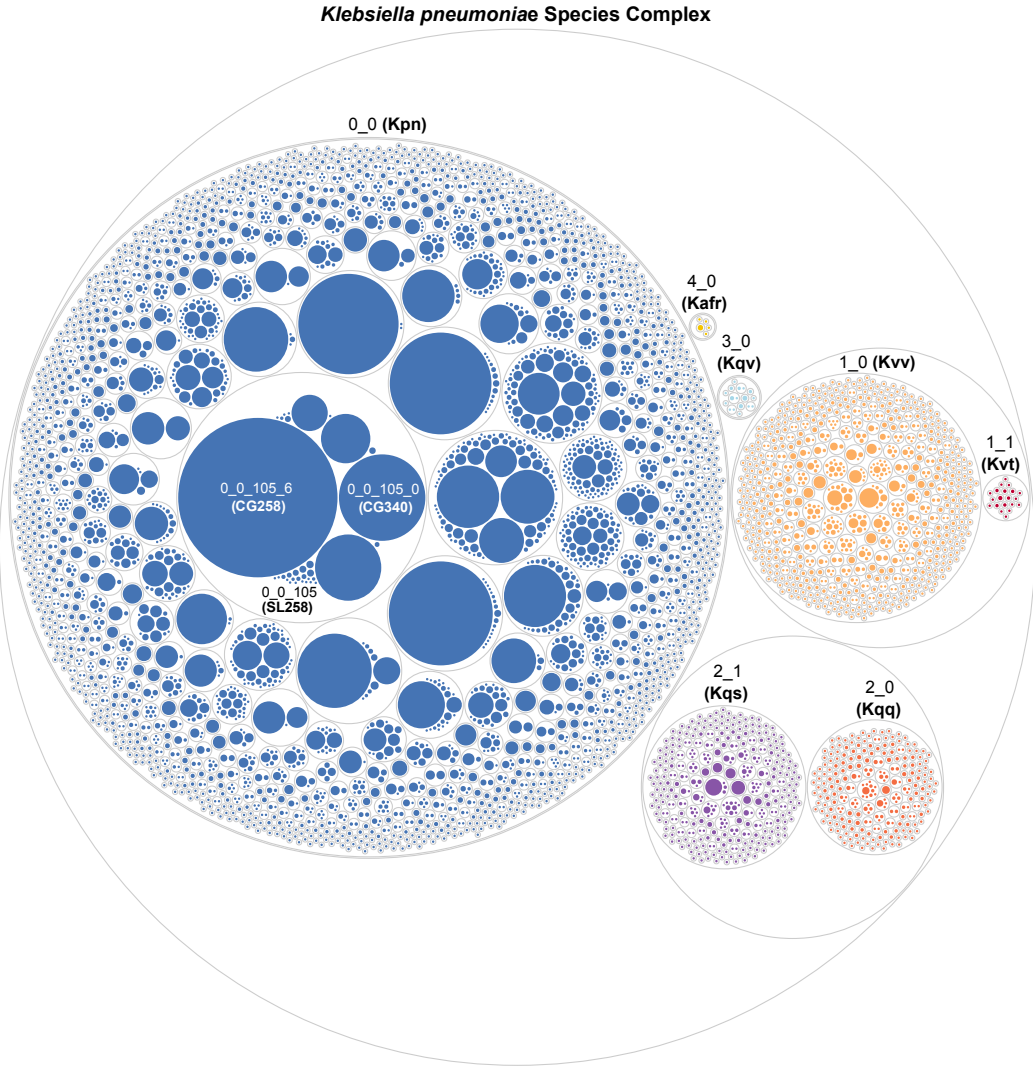 Klebsiella pneumoniae Species Complex
0_0 (Kpn)
4_0
(Kafr)
3_0
(Kqv)
1_0 (Kvv)
1_1
(Kvt)
0_0_105_6
(CG258)
0_0_105_0
(CG340)
0_0_105
(SL258)
2_1
(Kqs)
2_0
(Kqq)